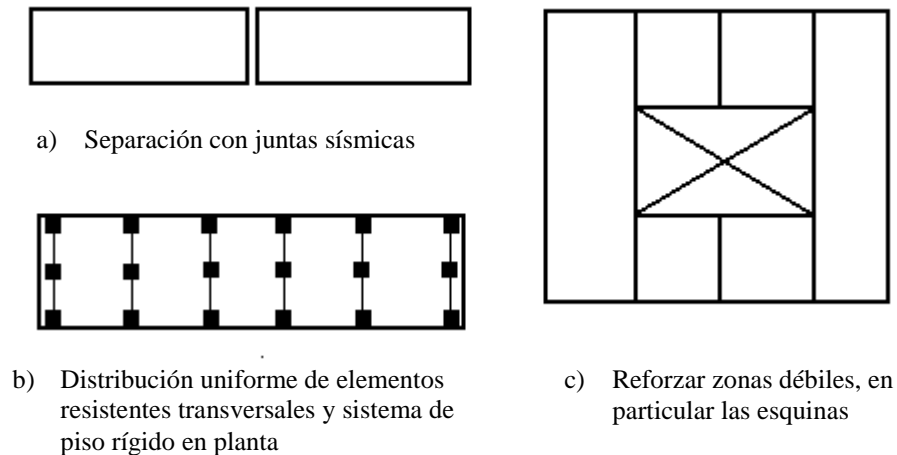 a) Separación con juntas sísmicas
b) Distribución uniforme de elementos
resistentes transversales y sistema de
piso rígido en planta
c) Reforzar zonas débiles, en
particular las esquinas